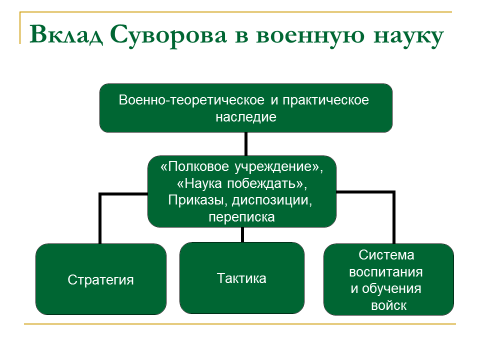 Вклад Суворова в военную науку
Военно-теоретическое и практическое
наследие
«Полковое учреждение»,
«Наука побеждать»,
Приказы, диспозиции,
переписка
Стратегия
Тактика
Система
воспитания
и обучения
войск